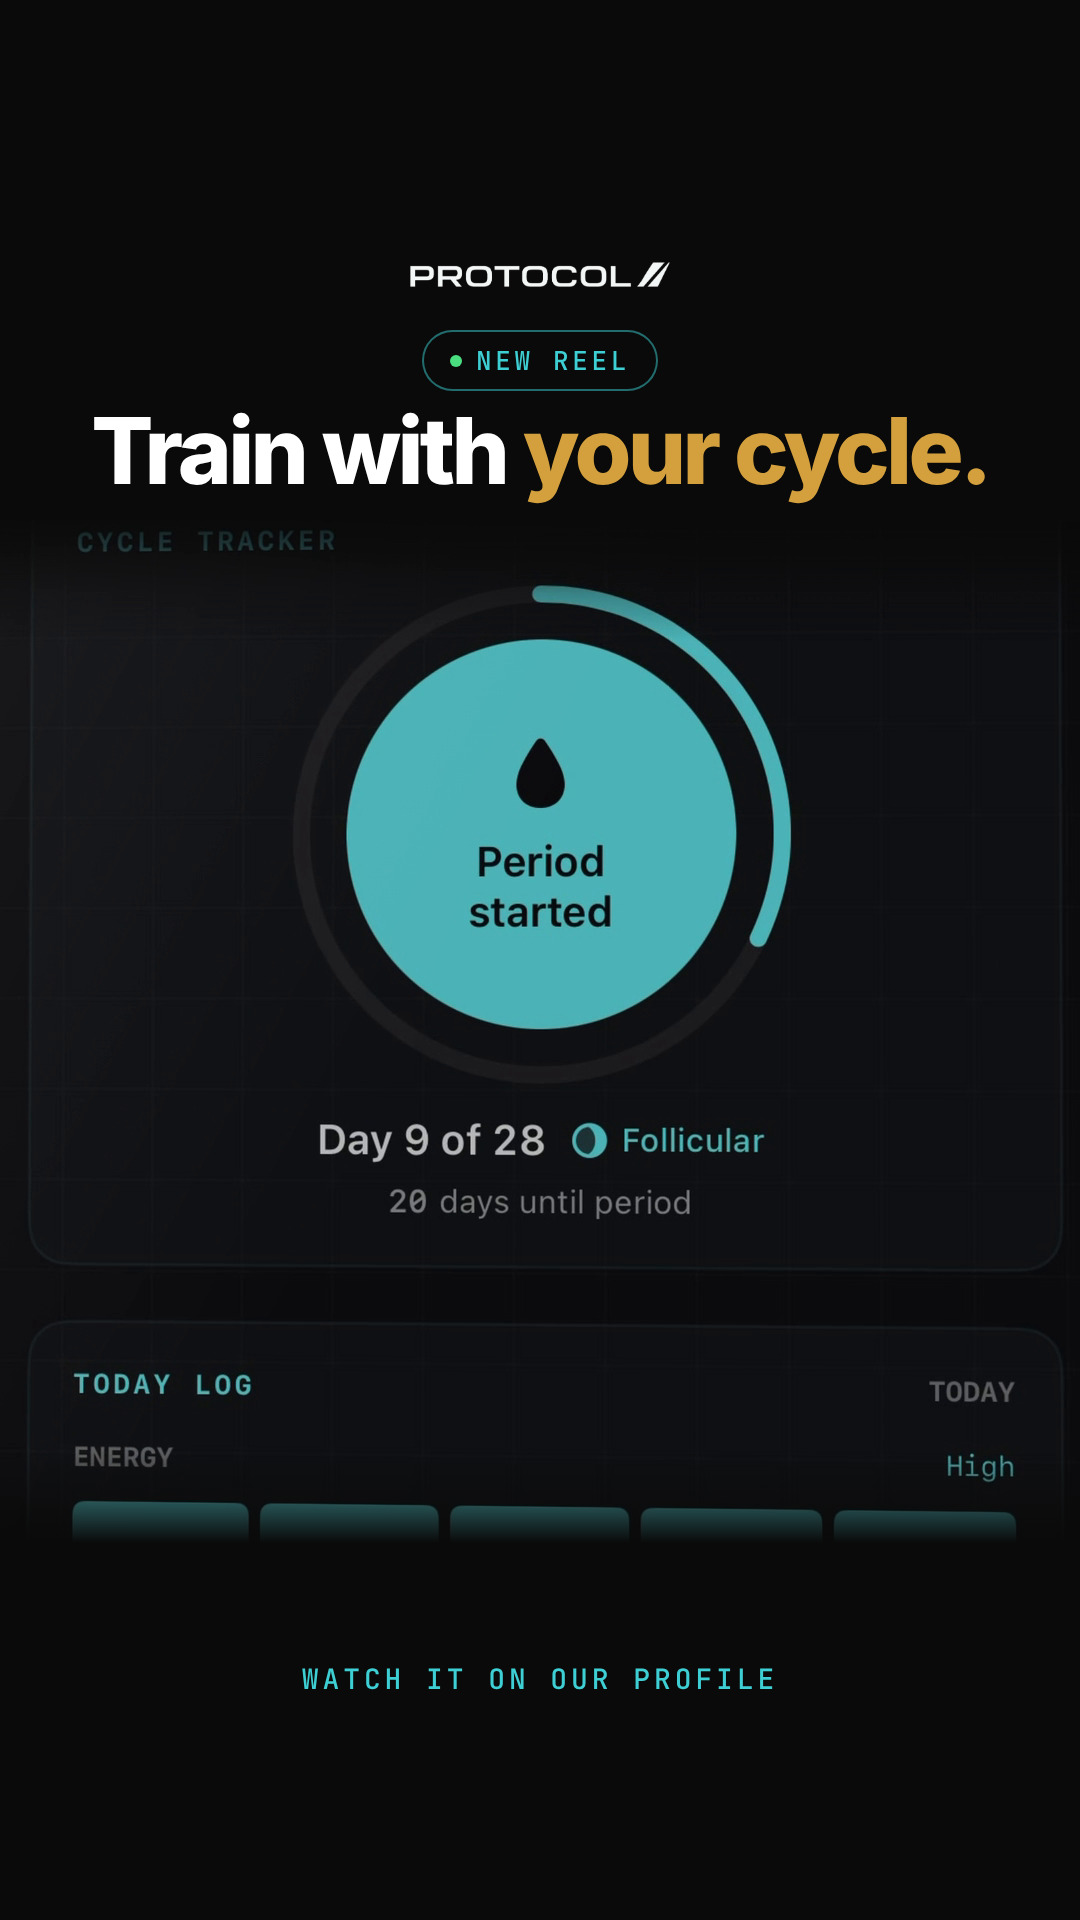 PROTOCOL
NEW REEL
Train with your cycle.
CYCLE TRACKER
Period
started
Day 9 of 28 Follicular
20 days until period
TODAY LOG TODAY
ENERGY High
WATCH IT ON OUR PROFILE